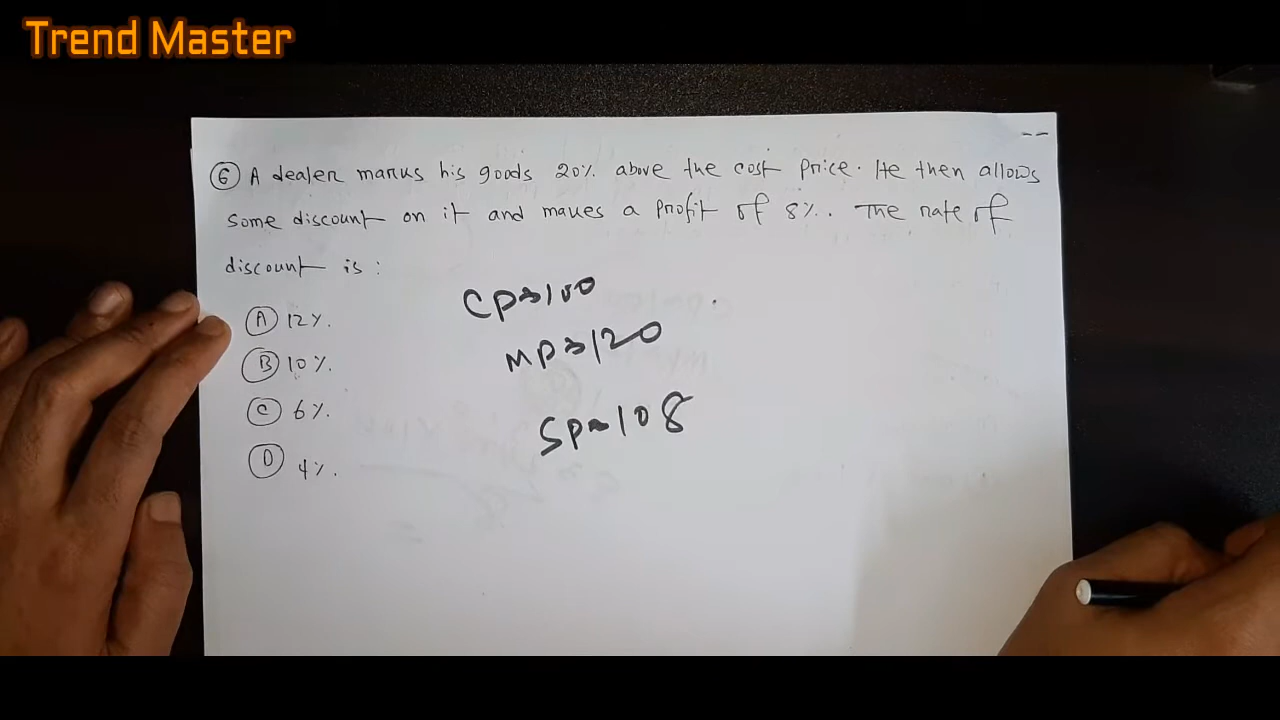 Trend Master
6 A dealer marks his goods 20% above the cost price. He then allows
some discount on it and makes a profit of 8%. The rate of
discount is:
A 12%.
B 10%.
C 6%.
D 4%.
CP→100
MP→120
SP→108